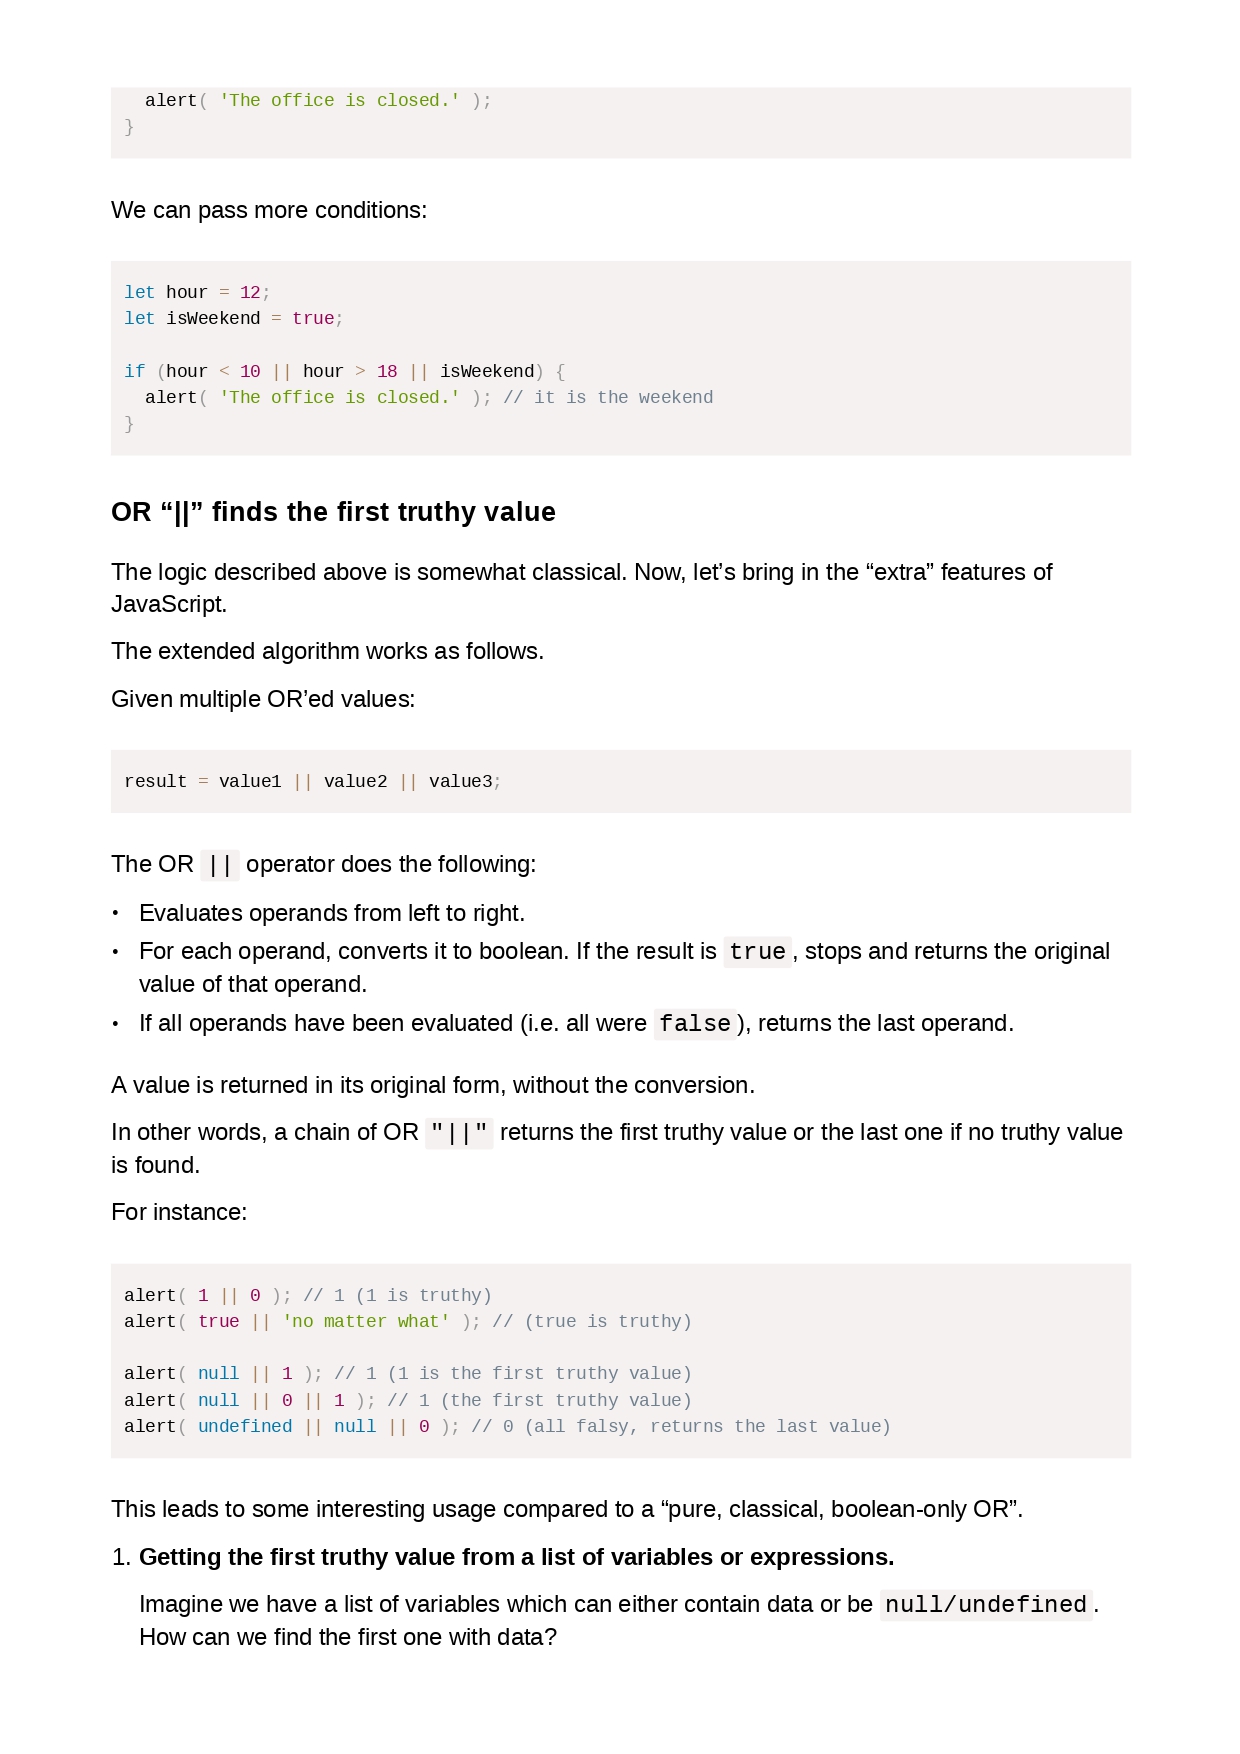 alert( 'The office is closed.' );
}
We can pass more conditions:
let hour = 12;
let isWeekend = true;
if (hour < 10 || hour > 18 || isWeekend) {
alert( 'The office is closed.' ); // it is the weekend
}
OR “||” finds the first truthy value
The logic described above is somewhat classical. Now, let’s bring in the “extra” features of
JavaScript.
The extended algorithm works as follows.
Given multiple OR’ed values:
result = value1 || value2 || value3;
The OR || operator does the following:
• Evaluates operands from left to right.
• For each operand, converts it to boolean. If the result is true, stops and returns the original
value of that operand.
• If all operands have been evaluated (i.e. all were false), returns the last operand.
A value is returned in its original form, without the conversion.
In other words, a chain of OR "||" returns the first truthy value or the last one if no truthy value
is found.
For instance:
alert( 1 || 0 ); // 1 (1 is truthy)
alert( true || 'no matter what' ); // (true is truthy)
alert( null || 1 ); // 1 (1 is the first truthy value)
alert( null || 0 || 1 ); // 1 (the first truthy value)
alert( undefined || null || 0 ); // 0 (all falsy, returns the last value)
This leads to some interesting usage compared to a “pure, classical, boolean-only OR”.
1. Getting the first truthy value from a list of variables or expressions.
Imagine we have a list of variables which can either contain data or be null/undefined.
How can we find the first one with data?